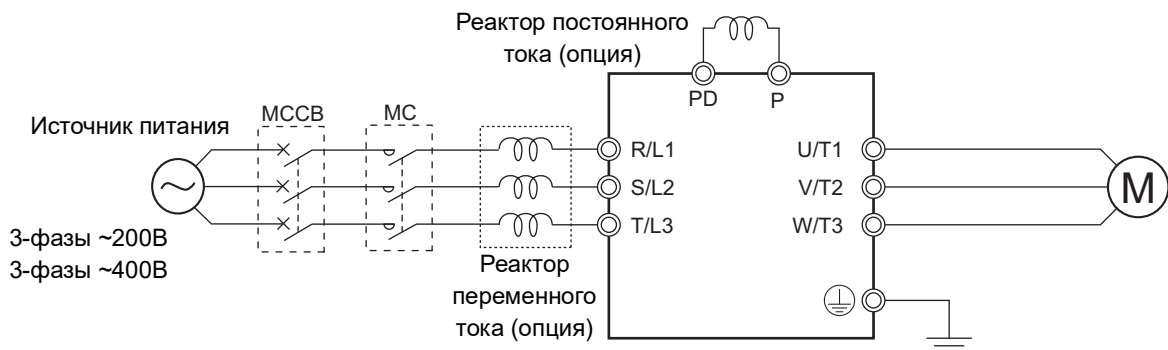 Реактор постоянного
тока (опция)
PD
P
Источник питания
MCCB
MC
R/L1
U/T1
S/L2
V/T2
M
T/L3
W/T3
3-фазы ~200В
3-фазы ~400В
Реактор
переменного
тока (опция)